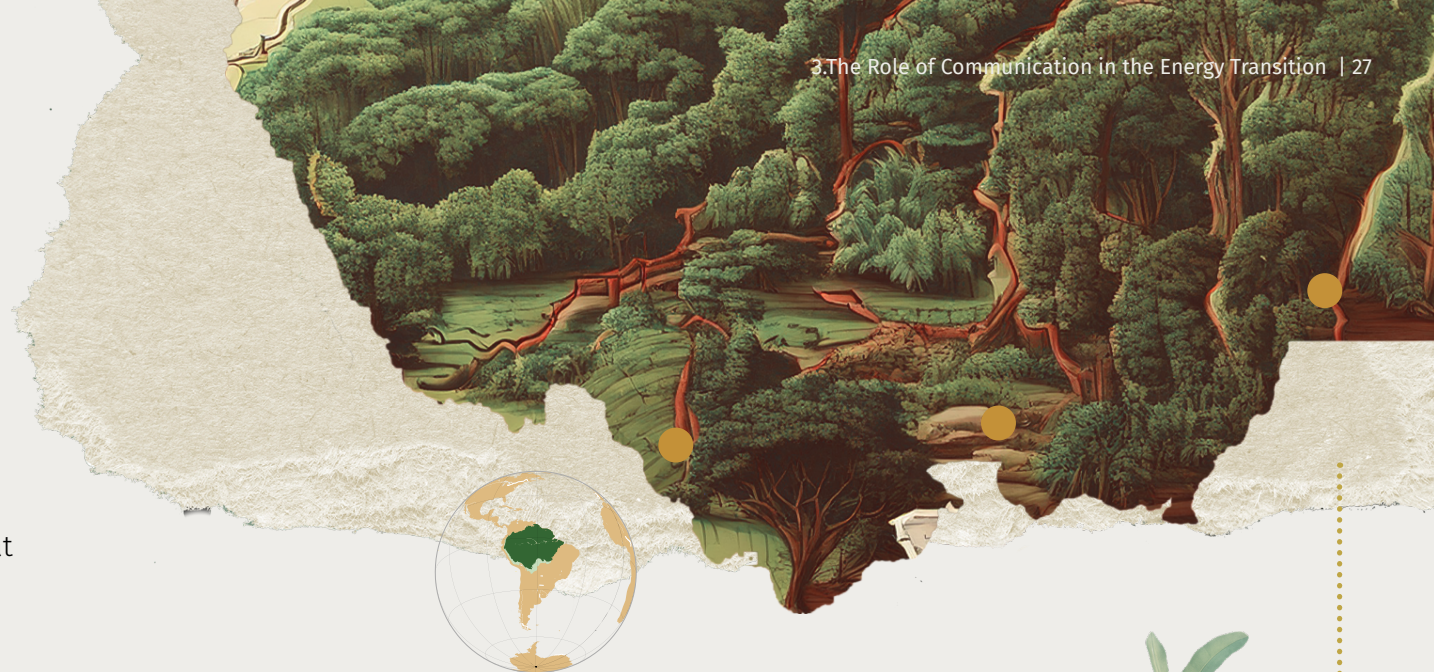 3.The Role of Communication in the Energy Transition | 27